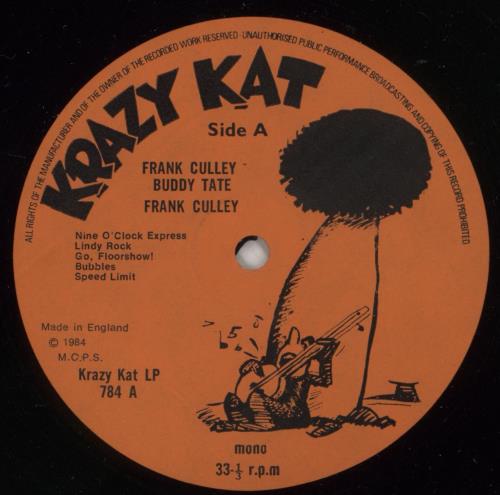 ALL RIGHTS OF THE MANUFACTURER AND OF THE OWNER OF THE RECORDED WORK RESERVED · UNAUTHORISED PUBLIC PERFORMANCE BROADCASTING AND COPYING OF THIS RECORD PROHIBITED
KRAZY KAT
Side A
FRANK CULLEY
BUDDY TATE
FRANK CULLEY
Nine O'Clock Express
Lindy Rock
Go, Floorshow!
Bubbles
Speed Limit
Made in England
© 1984
M.C.P.S.
Krazy Kat LP
784 A
mono
33-⅓ r.p.m